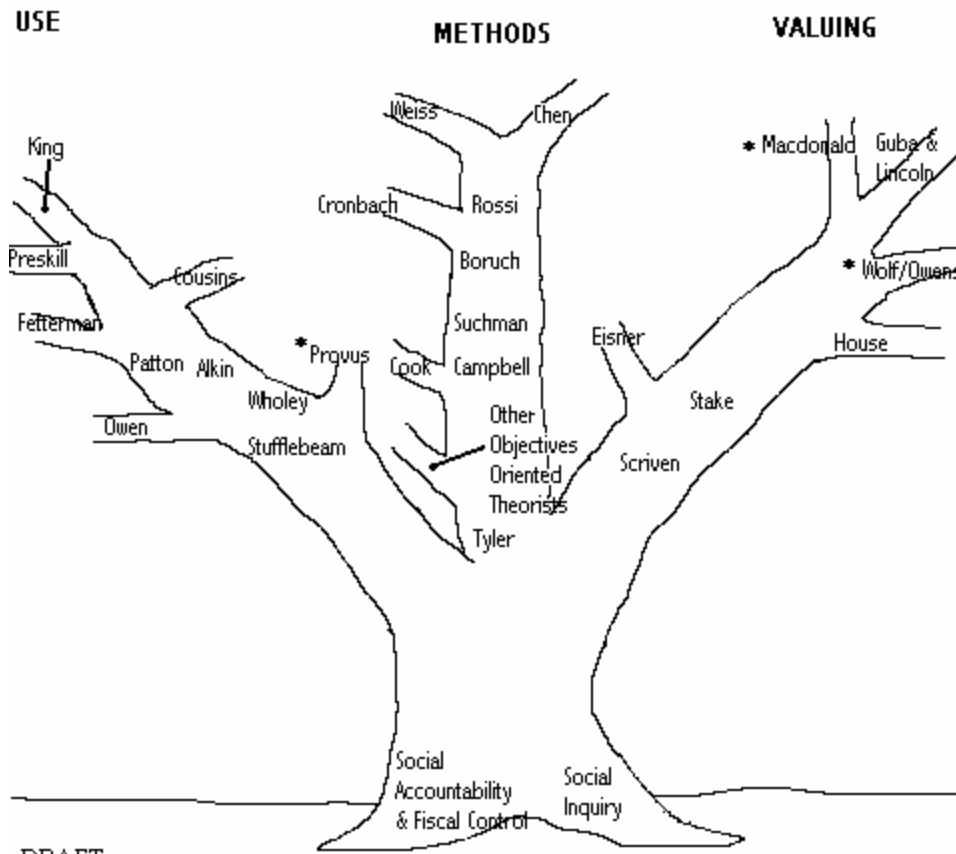 USE
METHODS
VALUING
Weiss
Chen
King
* Macdonald
Guba &
Lincoln
Cronbach
Rossi
Preskill
Cousins
Boruch
* Wolf/Owens
Fetterman
Suchman
Eisner
House
* Provus
Patton
Alkin
Cook
Campbell
Wholey
Stake
Owen
Stufflebeam
Other
Objectives
Oriented
Theorists
Scriven
Tyler
Social
Accountability
& Fiscal Control
Social
Inquiry
DRAFT